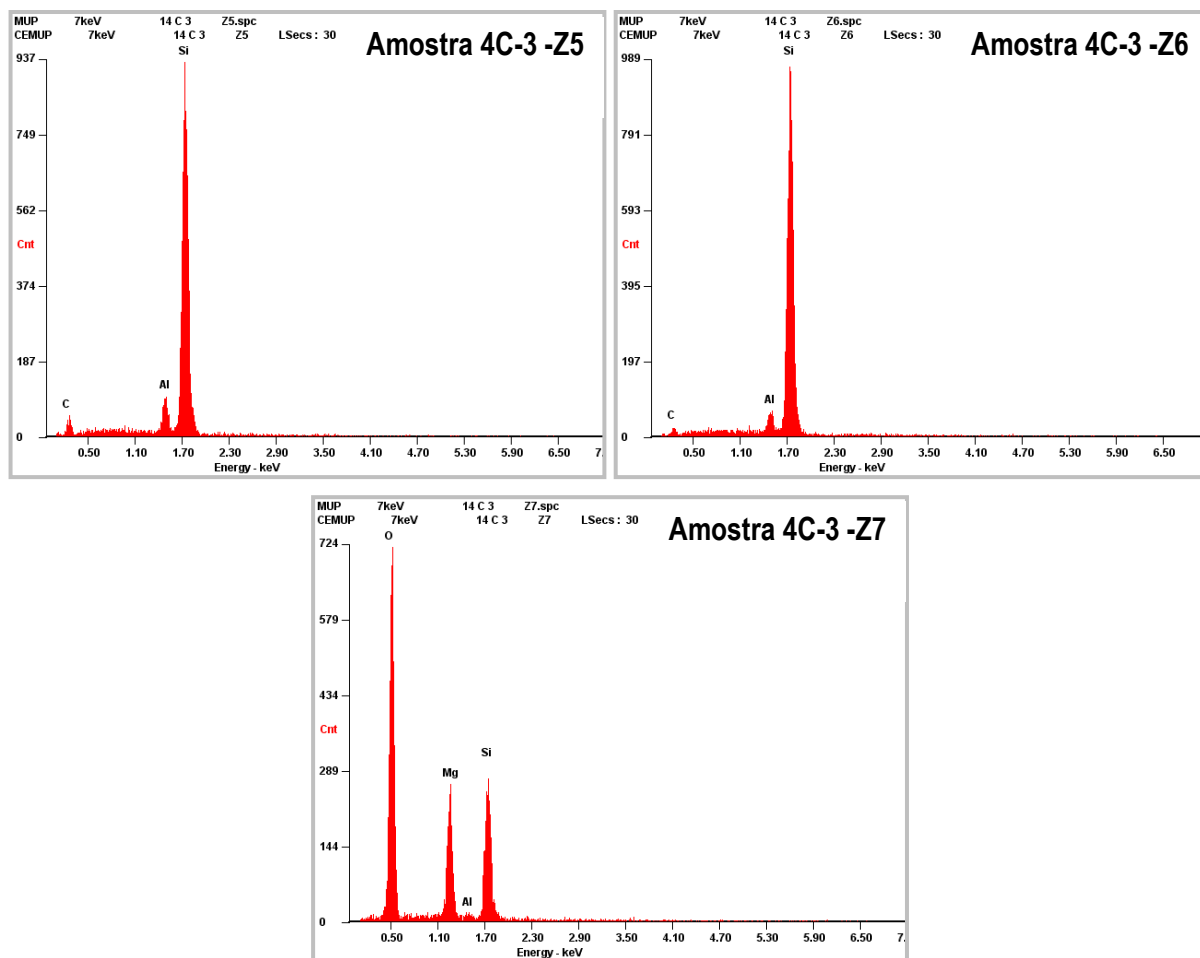 MUP 7keV 14 C 3 Z5.spc
CEMUP 7keV 14 C 3 Z5 LSecs : 30
Amostra 4C-3 -Z5
Si
937
749
562
Cnt
374
187
Al
C
0
0.50 1.10 1.70 2.30 2.90 3.50 4.10 4.70 5.30 5.90 6.50 7.
Energy - keV
MUP 7keV 14 C 3 Z6.spc
CEMUP 7keV 14 C 3 Z6 LSecs : 30
Amostra 4C-3 -Z6
Si
989
791
593
Cnt
395
197
Al
C
0
0.50 1.10 1.70 2.30 2.90 3.50 4.10 4.70 5.30 5.90 6.50
Energy - keV
MUP 7keV 14 C 3 Z7.spc
CEMUP 7keV 14 C 3 Z7 LSecs : 30
Amostra 4C-3 -Z7
O
724
579
434
Cnt
Si
Mg
289
144
Al
0
0.50 1.10 1.70 2.30 2.90 3.50 4.10 4.70 5.30 5.90 6.50 7.
Energy - keV